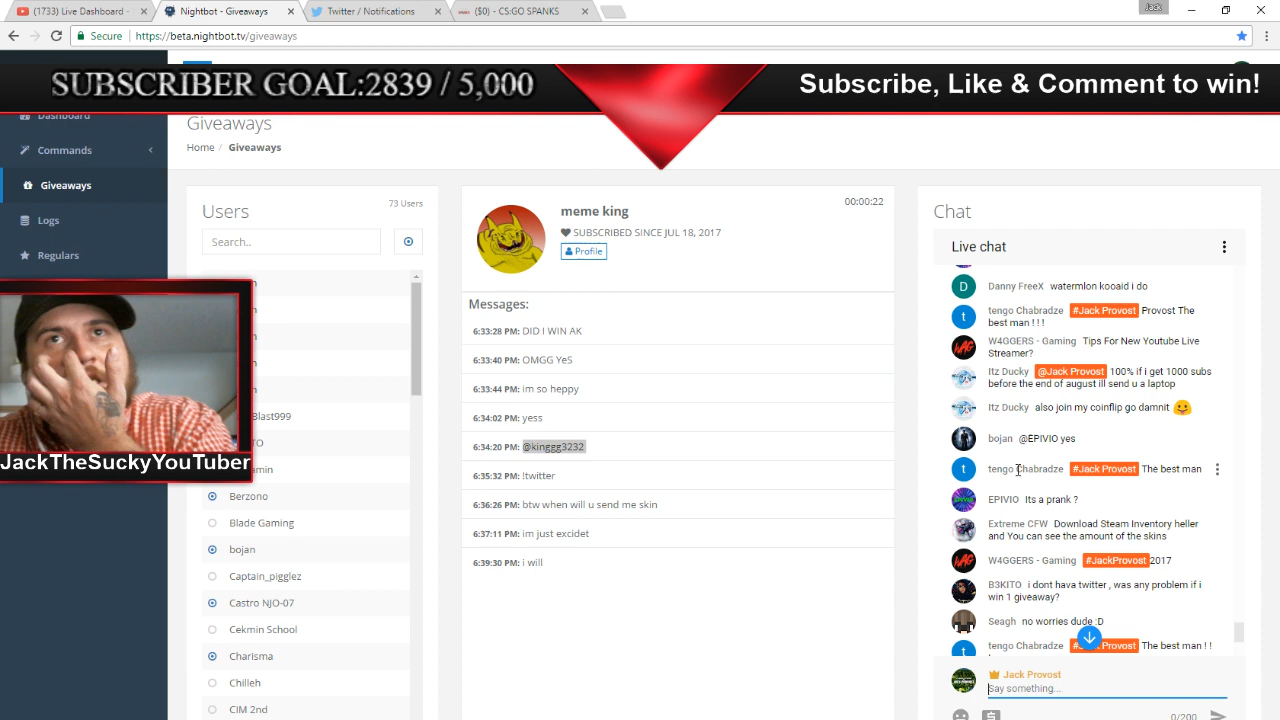 (1733) Live Dashboard -
Nightbot - Giveaways
Twitter / Notifications
($0) - CS:GO SPANKS
Jack
Secure
https://beta.nightbot.tv/giveaways
SUBSCRIBER GOAL:2839 / 5,000
Subscribe, Like & Comment to win!
Dashboard
Commands
Giveaways
Logs
Regulars
JackTheSuckyYouTuber
Giveaways
Home / Giveaways
Users
73 Users
Search..
Blast999
Berzono
Blade Gaming
bojan
Captain_pigglez
Castro NJO-07
Cekmin School
Charisma
Chilleh
CIM 2nd
00:00:22
meme king
SUBSCRIBED SINCE JUL 18, 2017
Profile
Messages:
6:33:28 PM: DID I WIN AK
6:33:40 PM: OMGG YeS
6:33:44 PM: im so heppy
6:34:02 PM: yess
6:34:20 PM: @kinggg3232
6:35:32 PM: !twitter
6:36:26 PM: btw when will u send me skin
6:37:11 PM: im just excidet
6:39:30 PM: i will
Chat
Live chat
Danny FreeX watermlon kooaid i do
tengo Chabradze #Jack Provost Provost The
best man ! ! !
W4GGERS - Gaming Tips For New Youtube Live
Streamer?
Itz Ducky @Jack Provost 100% if i get 1000 subs
before the end of august ill send u a laptop
Itz Ducky also join my coinflip go damnit
bojan @EPIVIO yes
tengo Chabradze #Jack Provost The best man
EPIVIO Its a prank ?
Extreme CFW Download Steam Inventory heller
and You can see the amount of the skins
W4GGERS - Gaming #JackProvost 2017
B3KITO i dont hava twitter , was any problem if i
win 1 giveaway?
Seagh no worries dude :D
tengo Chabradze Provost The best man ! !
Jack Provost
Say something...
0/200